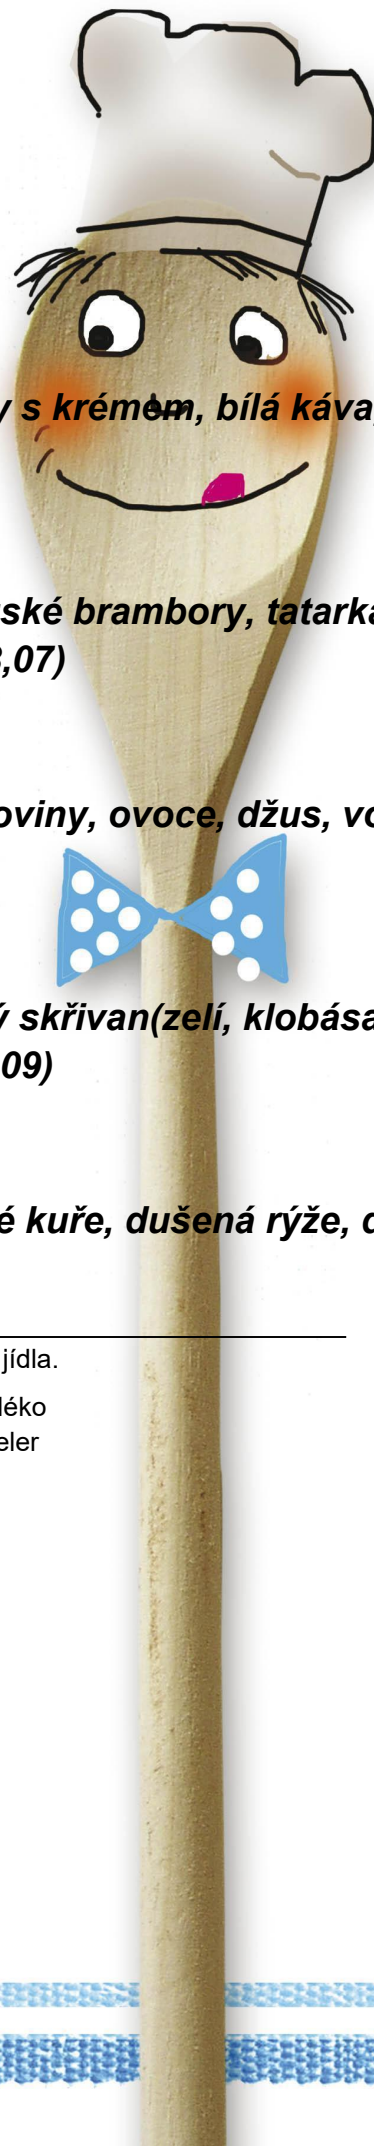 y s krémem, bílá káva,
ské brambory, tatarka
,07)
oviny, ovoce, džus, vo
ý skřivan(zelí, klobása
09)
é kuře, dušená rýže, d
jídla.
léko
eler